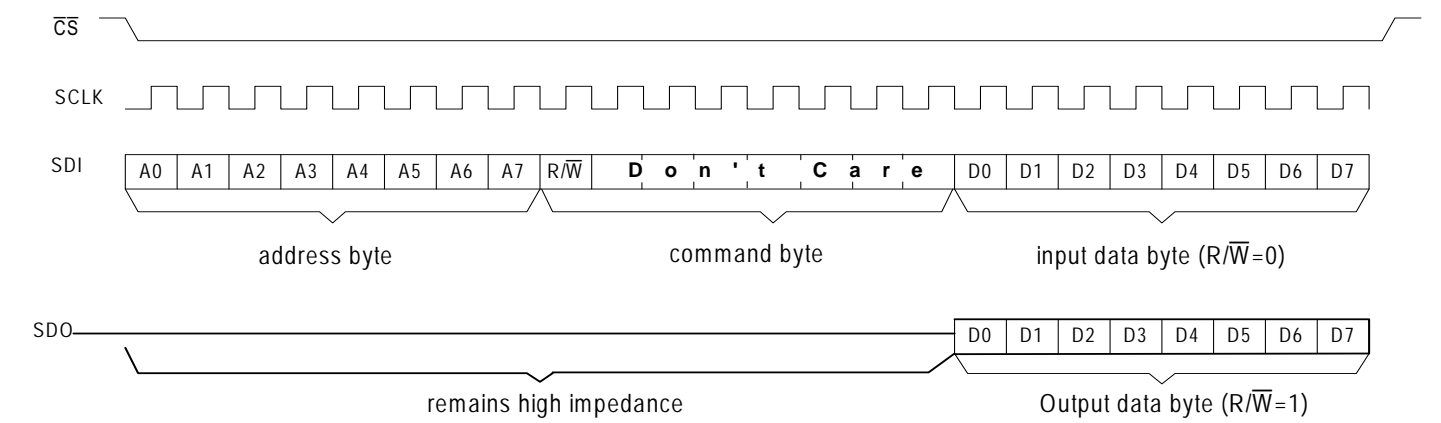 C̅S̅
SCLK
SDI A0 A1 A2 A3 A4 A5 A6 A7 R/W̅ Don't Care D0 D1 D2 D3 D4 D5 D6 D7
address byte command byte input data byte (R/W̅=0)
SDO D0 D1 D2 D3 D4 D5 D6 D7
remains high impedance Output data byte (R/W̅=1)